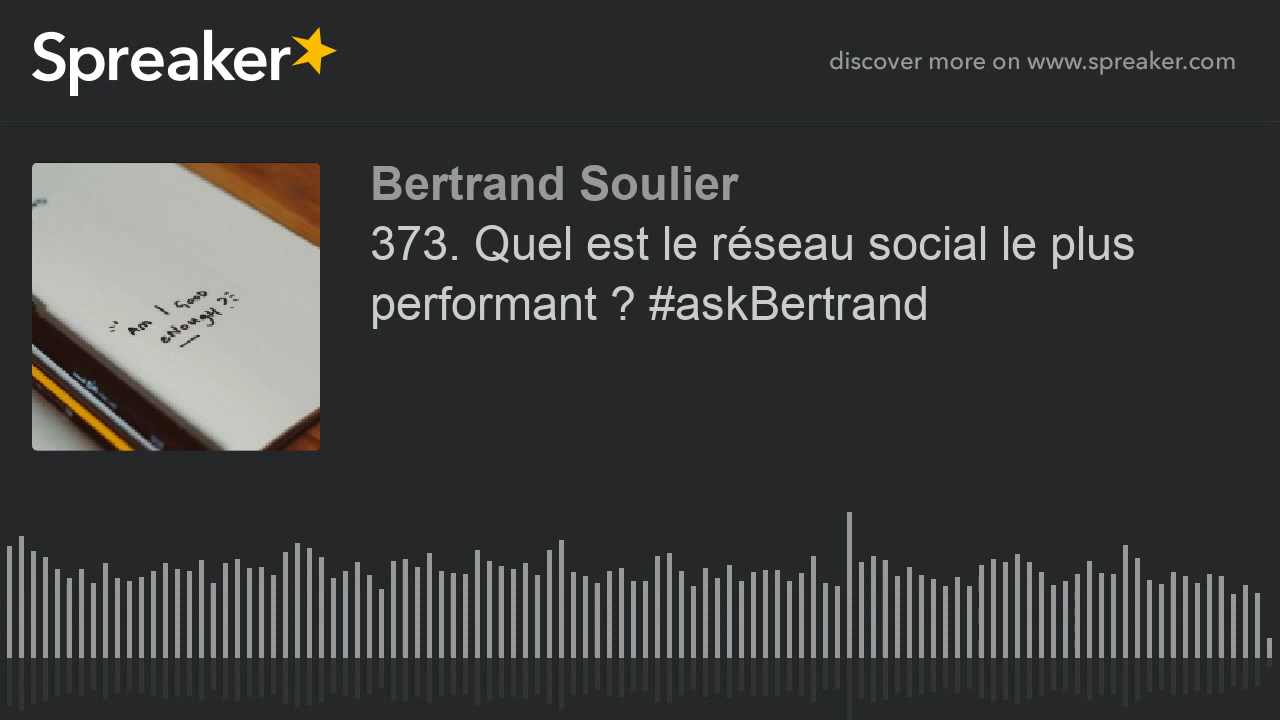 Spreaker
discover more on www.spreaker.com
Bertrand Soulier
373. Quel est le réseau social le plus
performant ? #askBertrand
Am I Good
enough?